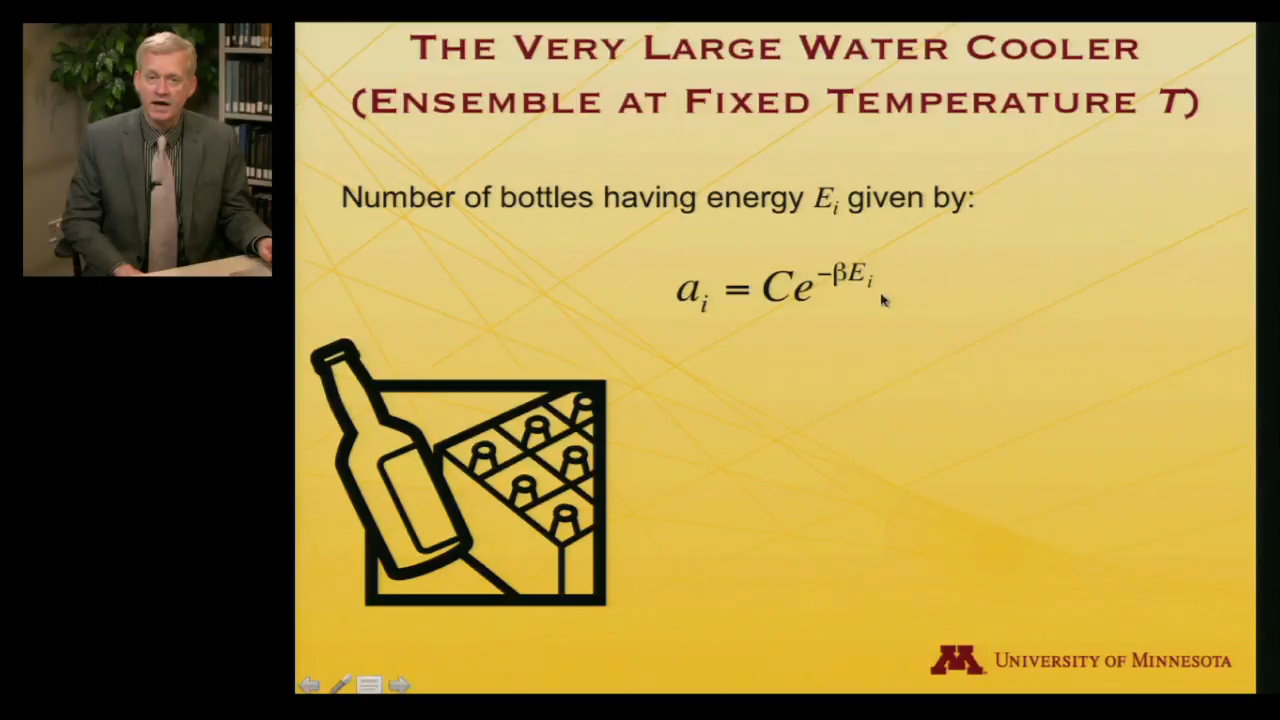 THE VERY LARGE WATER COOLER
(ENSEMBLE AT FIXED TEMPERATURE T)
Number of bottles having energy Eᵢ given by:
aᵢ = Ce^(−βEᵢ)
M UNIVERSITY OF MINNESOTA